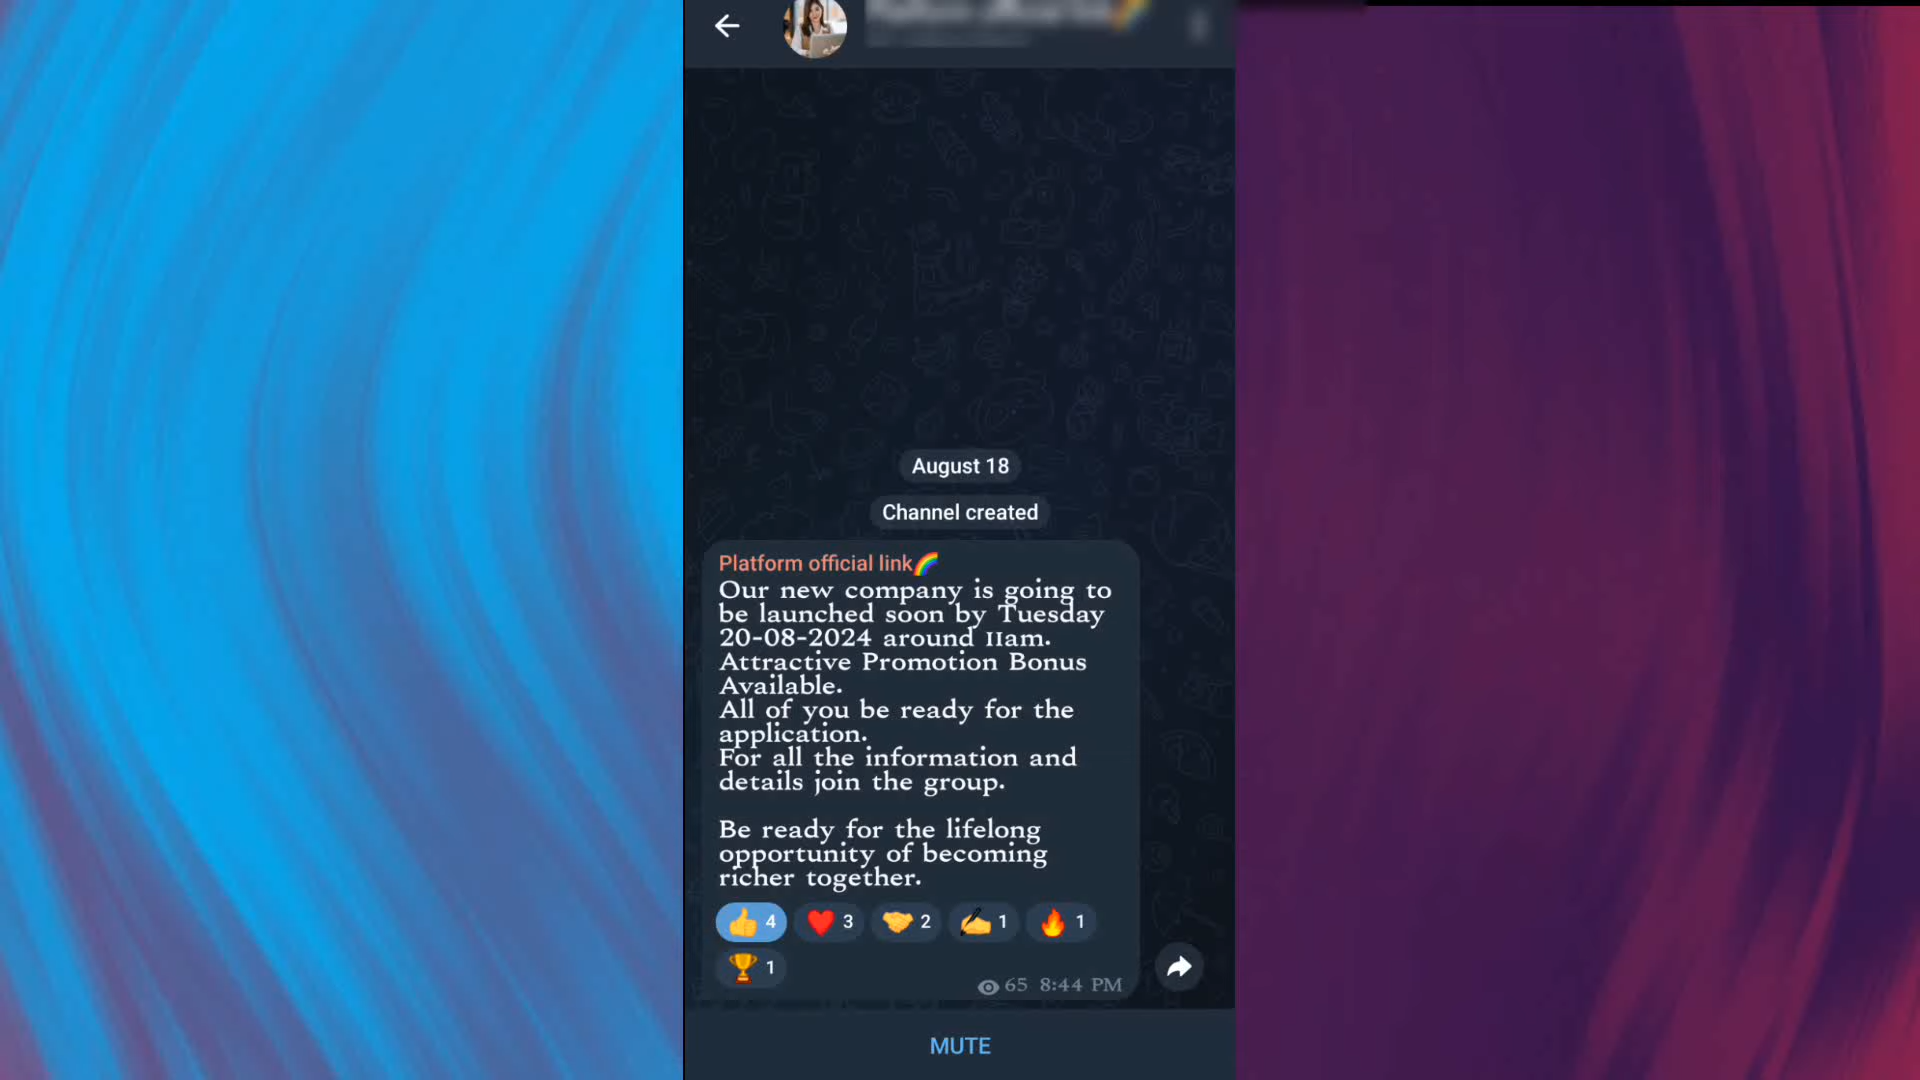 August 18
Channel created
Platform official link🌈
Our new company is going to
be launched soon by Tuesday
20-08-2024 around 11am.
Attractive Promotion Bonus
Available.
All of you be ready for the
application.
For all the information and
details join the group.
Be ready for the lifelong
opportunity of becoming
richer together.
👍 4 ❤️ 3 🤝 2 ✍️ 1 🔥 1
🏆 1
65 8:44 PM
MUTE